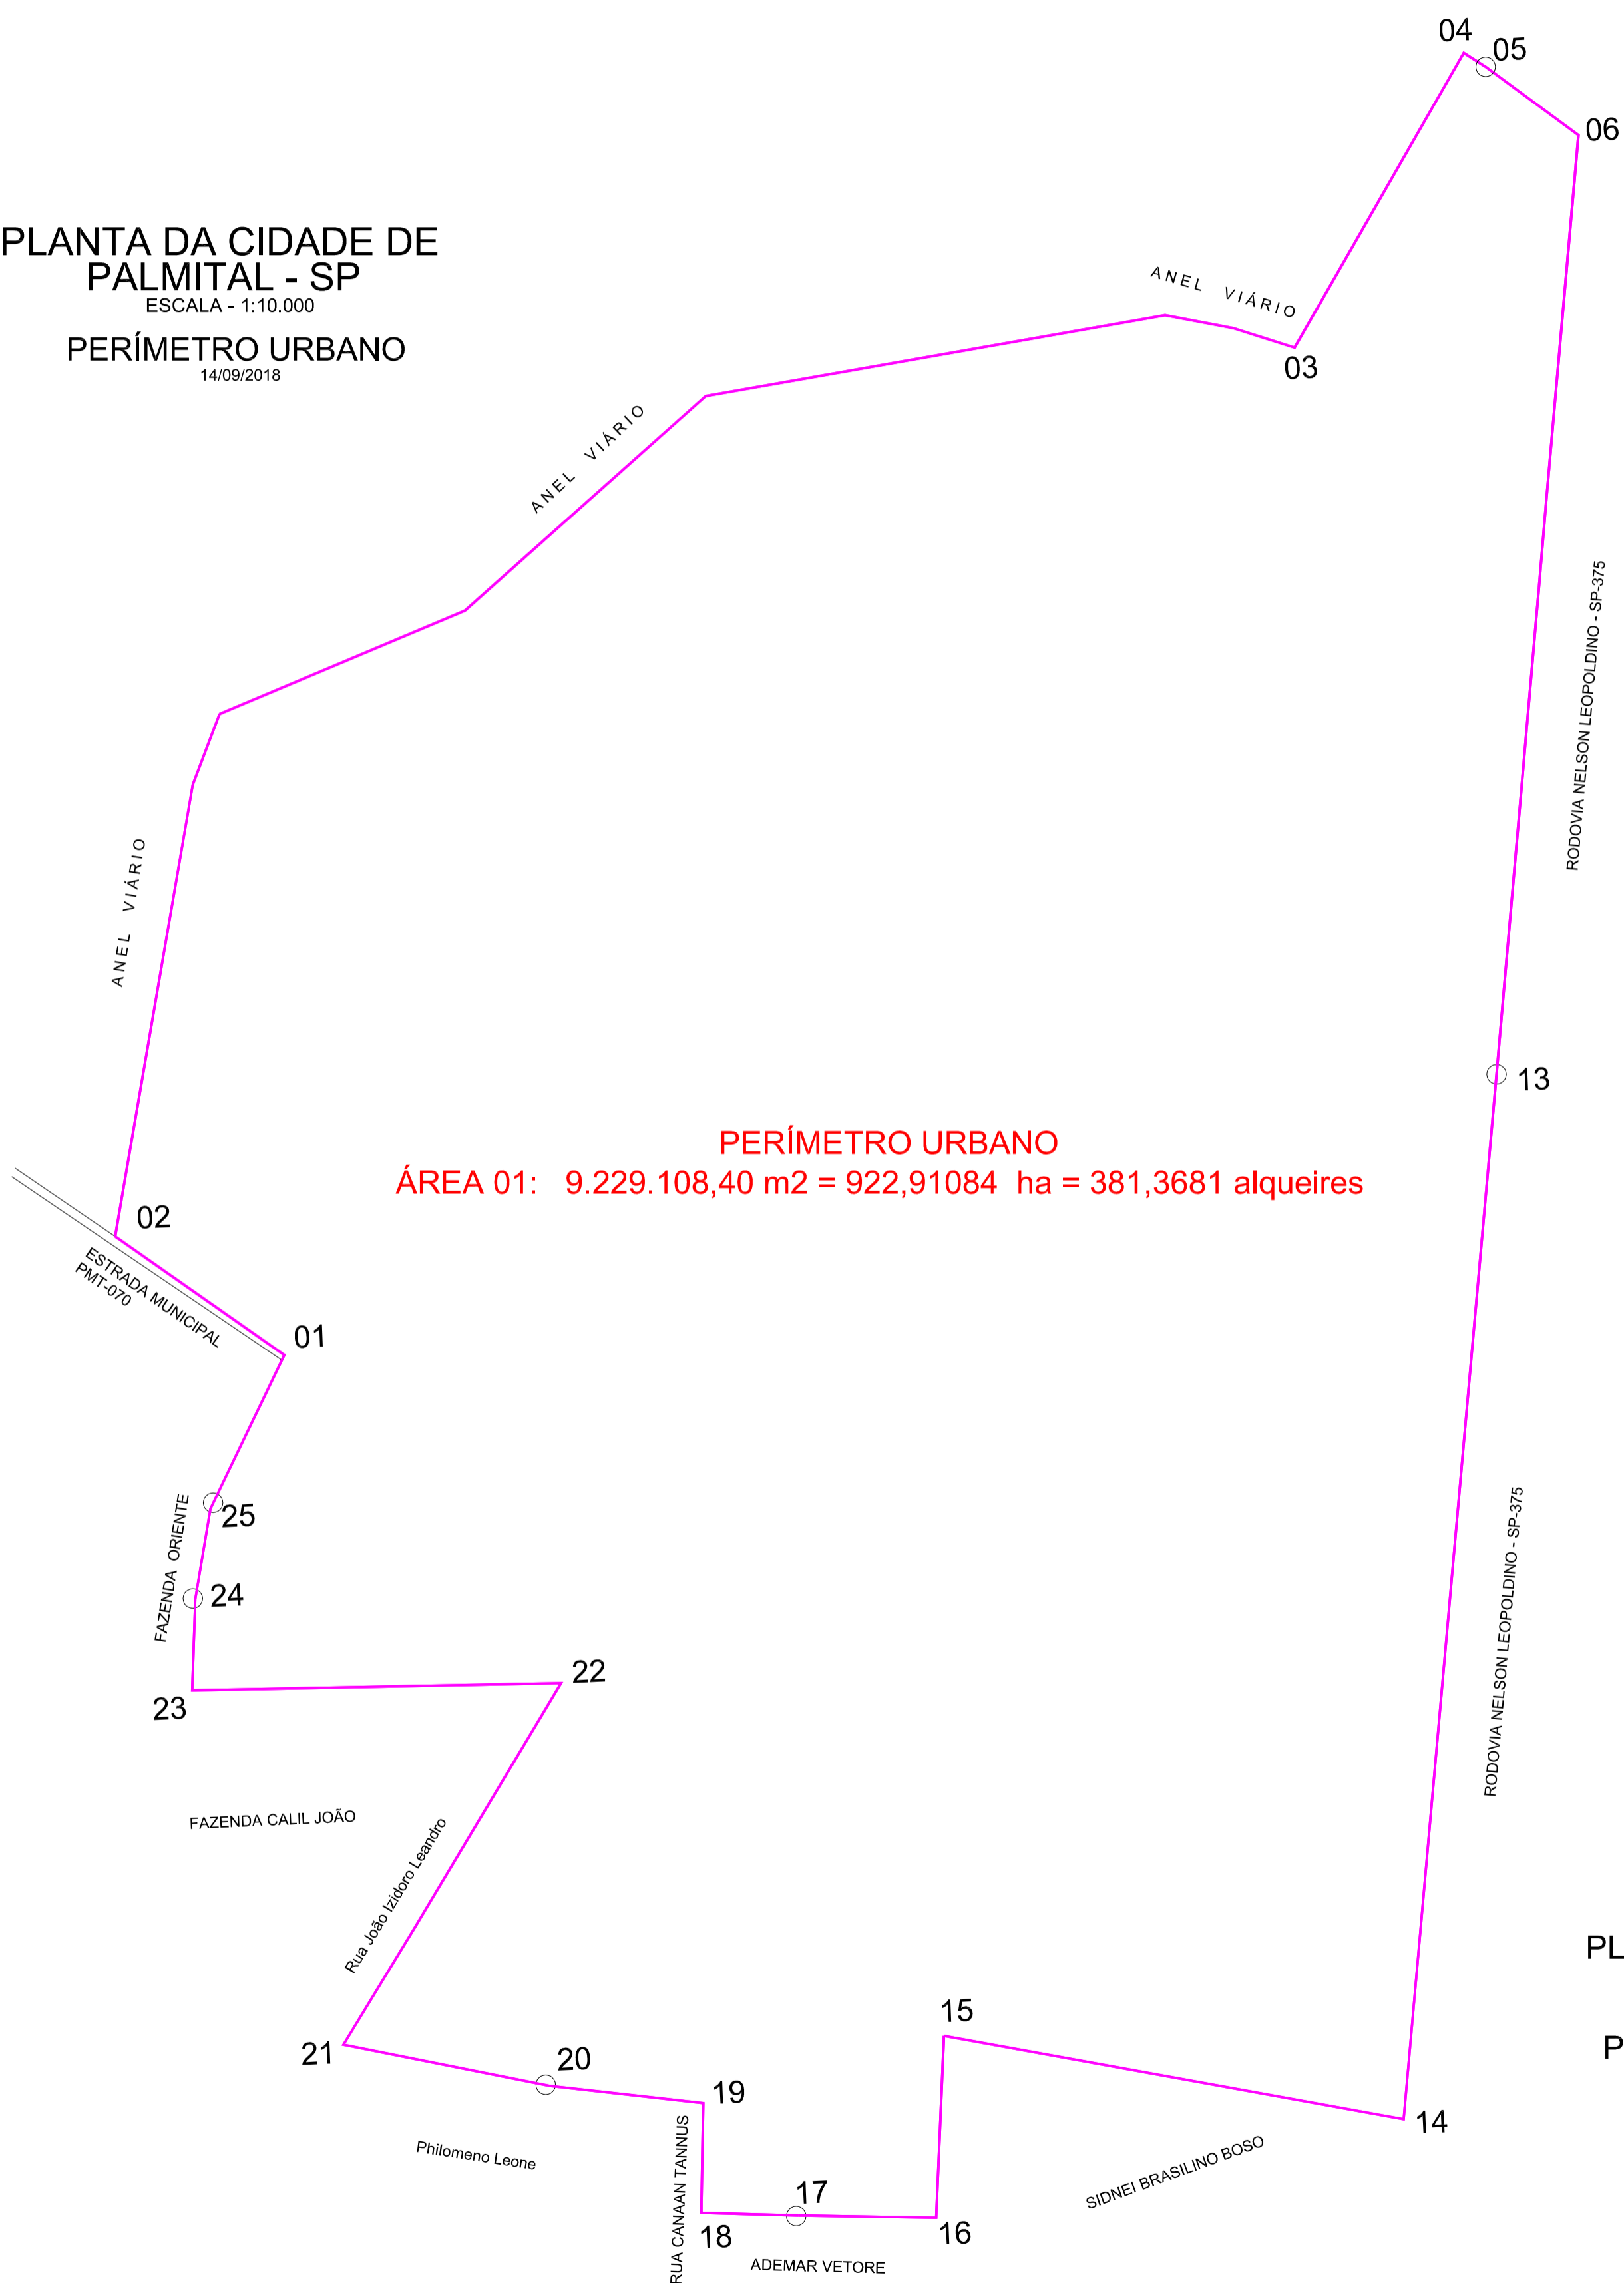 04
05
06
PLANTA DA CIDADE DE
PALMITAL - SP
ESCALA - 1:10.000
PERÍMETRO URBANO
14/09/2018
ANEL VIÁRIO
03
ANEL VIÁRIO
RODOVIA NELSON LEOPOLDINO - SP-375
ANEL VIÁRIO
13
PERÍMETRO URBANO
ÁREA 01: 9.229.108,40 m2 = 922,91084 ha = 381,3681 alqueires
02
ESTRADA MUNICIPAL
PMT-070
01
25
FAZENDA ORIENTE
24
RODOVIA NELSON LEOPOLDINO - SP-375
22
23
FAZENDA CALIL JOÃO
Rua João Izidoro Leandro
PL
15
P
21
20
19
14
Philomeno Leone
RUA CANAAN TANNUS
SIDNEI BRASILINO BOSO
17
18
16
ADEMAR VETORE